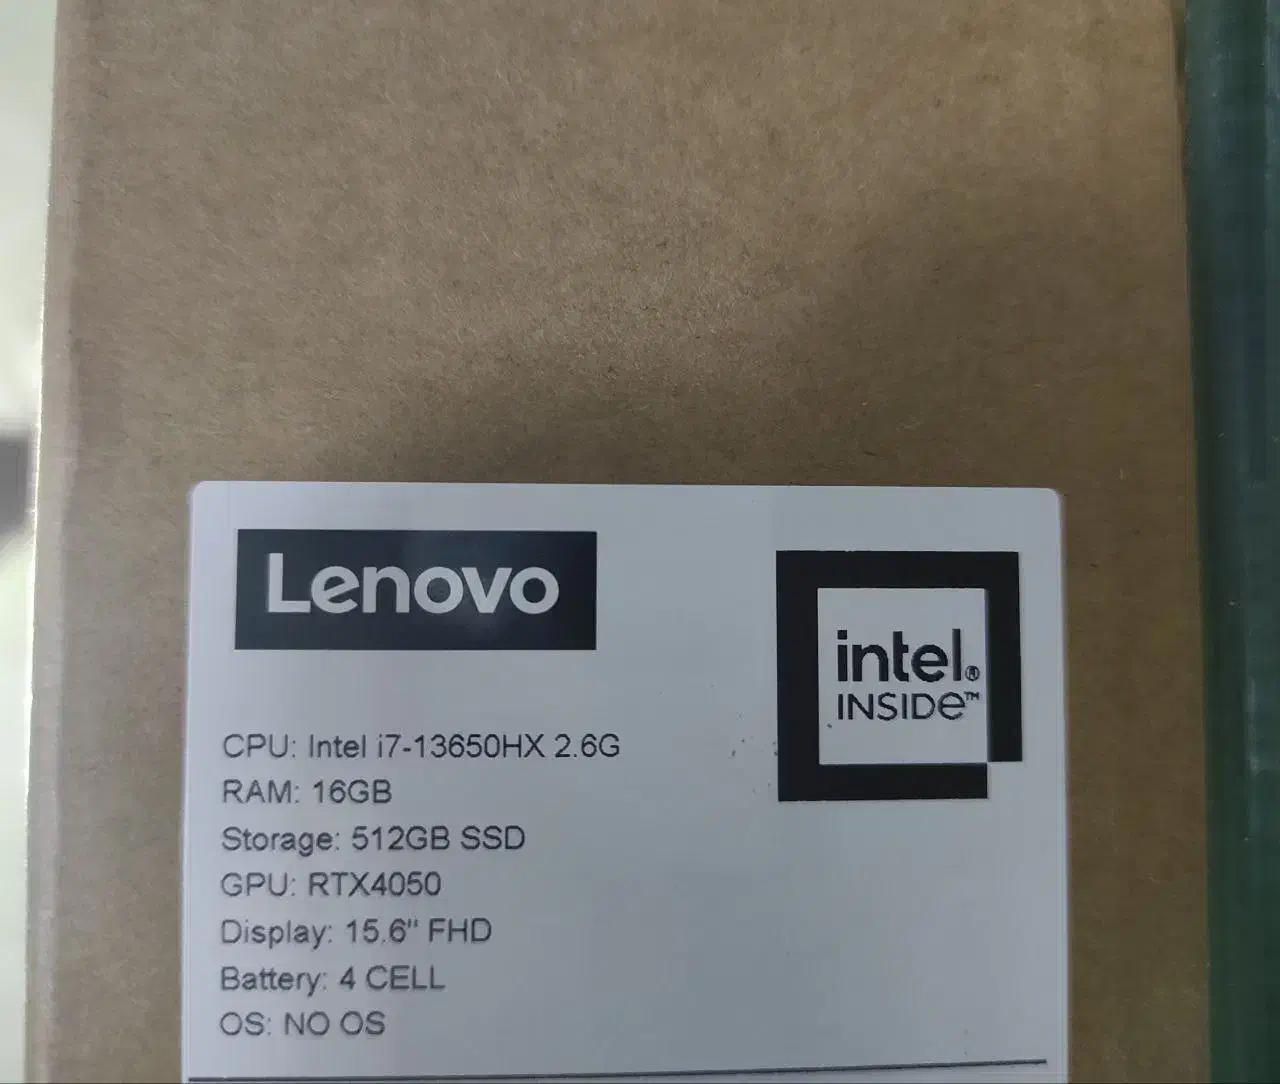 Lenovo
intel®
INSIDE™
CPU: Intel i7-13650HX 2.6G
RAM: 16GB
Storage: 512GB SSD
GPU: RTX4050
Display: 15.6" FHD
Battery: 4 CELL
OS: NO OS